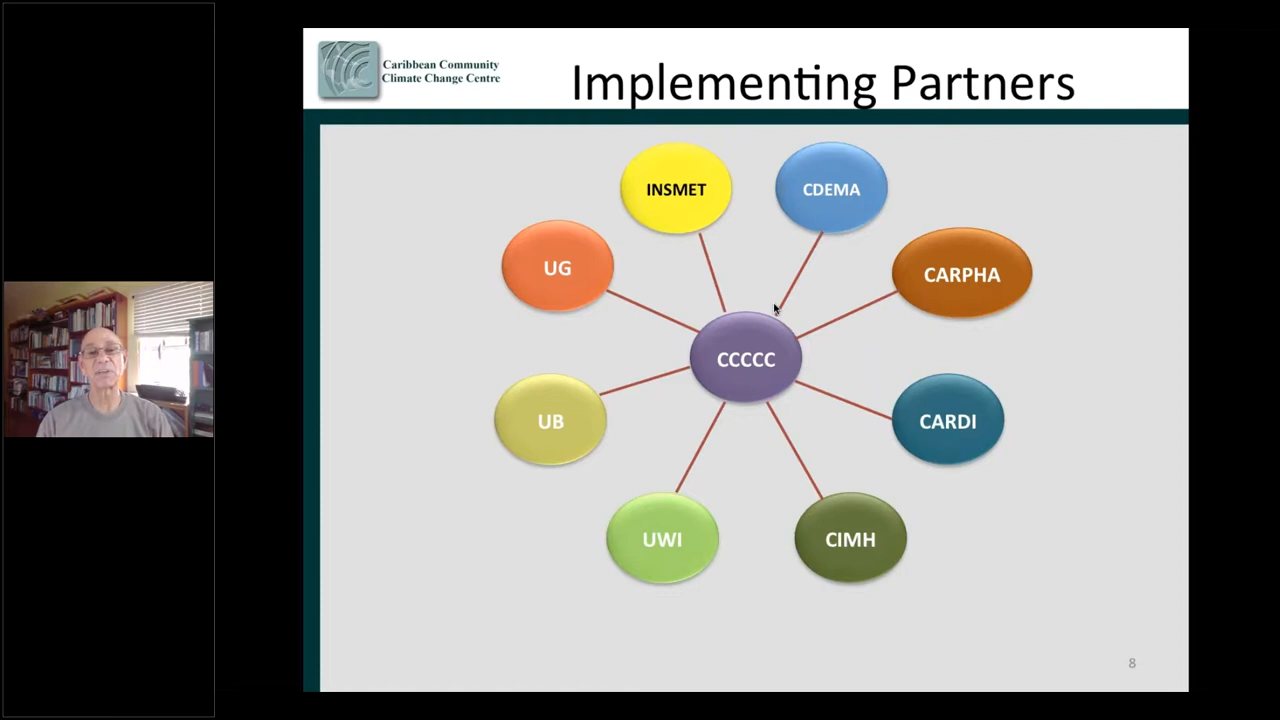 Caribbean Community
Climate Change Centre
Implementing Partners
INSMET
CDEMA
UG
CARPHA
CCCCC
UB
CARDI
UWI
CIMH
8